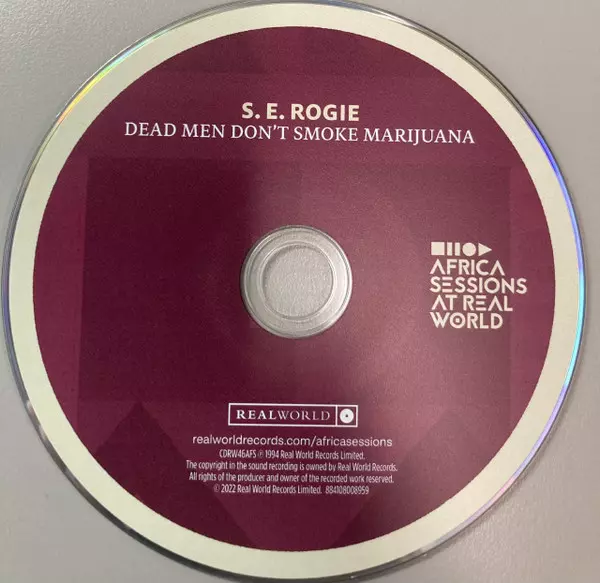 S. E. ROGIE
DEAD MEN DON'T SMOKE MARIJUANA
AFRICA
SESSIONS
AT REAL
WORLD
REALWORLD
realworldrecords.com/africasessions
CDRW46AFS ℗ 1994 Real World Records Limited.
The copyright in the sound recording is owned by Real World Records.
All rights of the producer and owner of the recorded work reserved.
© 2022 Real World Records Limited. 884108008959